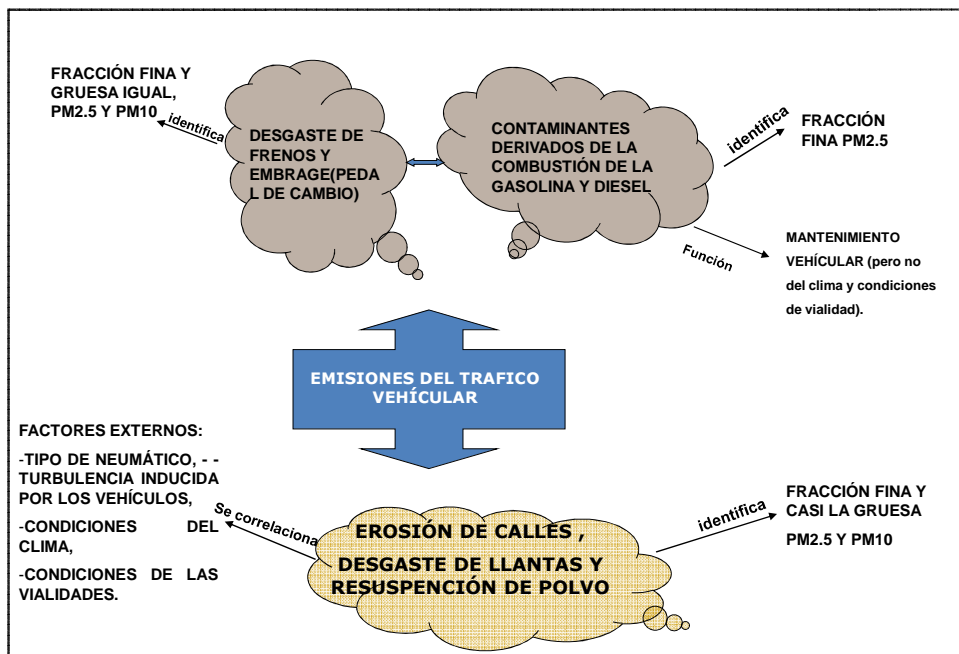 FRACCIÓN FINA Y
GRUESA IGUAL,
PM2.5 Y PM10
identifica
DESGASTE DE
FRENOS Y
EMBRAGE(PEDA
L DE CAMBIO)
CONTAMINANTES
DERIVADOS DE LA
COMBUSTIÓN DE LA
GASOLINA Y DIESEL
identifica
FRACCIÓN
FINA PM2.5
Función
MANTENIMIENTO
VEHÍCULAR (pero no
del clima y condiciones
de vialidad).
EMISIONES DEL TRAFICO
VEHÍCULAR
FACTORES EXTERNOS:
-TIPO DE NEUMÁTICO, - -
TURBULENCIA INDUCIDA
POR LOS VEHÍCULOS,
-CONDICIONES DEL
CLIMA,
-CONDICIONES DE LAS
VIALIDADES.
Se correlaciona
EROSIÓN DE CALLES ,
DESGASTE DE LLANTAS Y
RESUSPENCIÓN DE POLVO
identifica
FRACCIÓN FINA Y
CASI LA GRUESA
PM2.5 Y PM10